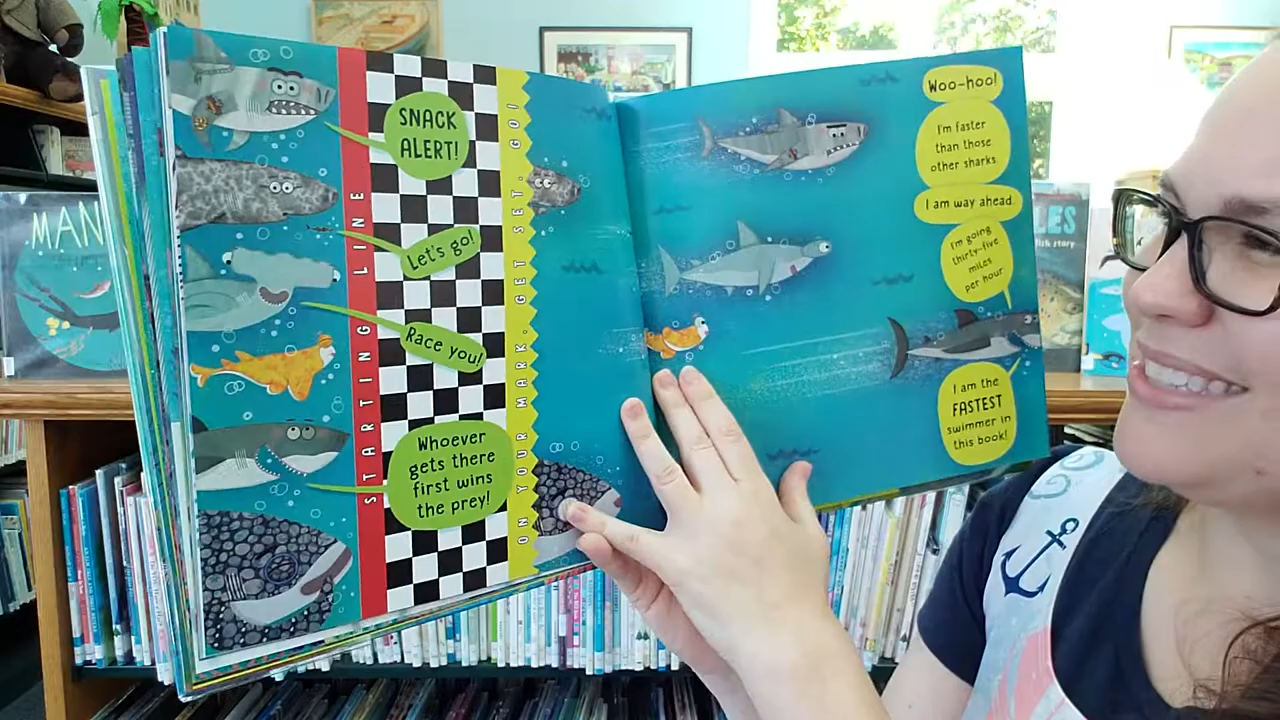 SNACK
ALERT!
Let's go!
Race you!
Whoever
gets there
first wins
the prey!
STARTING LINE
ON YOUR MARK. GET SET. GO!
Woo-hoo!
I'm faster
than those
other sharks
I am way ahead.
I'm going
thirty-five
miles
per hour
I am the
FASTEST
swimmer in
this book!
MAN